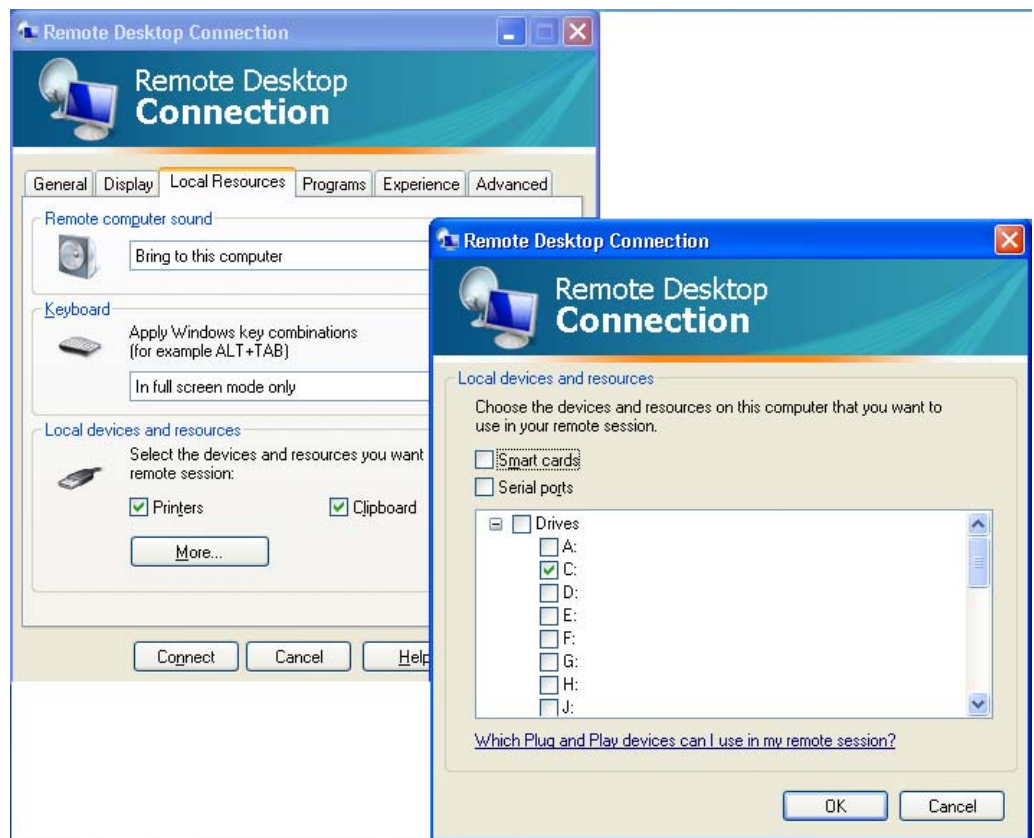 Remote Desktop Connection
Remote Desktop
Connection
General Display Local Resources Programs Experience Advanced
Remote computer sound
Bring to this computer
Keyboard
Apply Windows key combinations
(for example ALT+TAB)
In full screen mode only
Local devices and resources
Select the devices and resources you want
remote session:
Printers Clipboard
More...
Connect Cancel Help
Remote Desktop Connection
Remote Desktop
Connection
Local devices and resources
Choose the devices and resources on this computer that you want to
use in your remote session.
Smart cards
Serial ports
Drives
A:
C:
D:
E:
F:
G:
H:
J:
Which Plug and Play devices can I use in my remote session?
OK Cancel